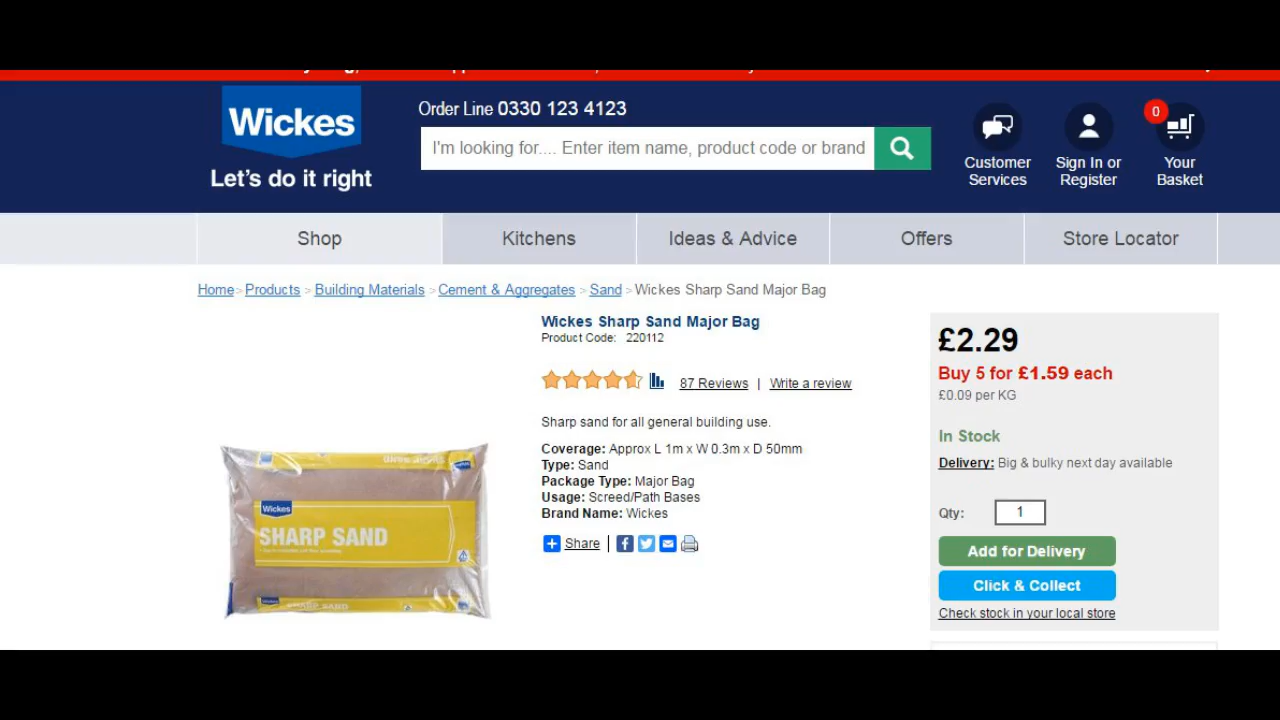 Wickes
Let's do it right
Order Line 0330 123 4123
I'm looking for.... Enter item name, product code or brand
Customer Services
Sign In or Register
0
Your Basket
Shop
Kitchens
Ideas & Advice
Offers
Store Locator
Home > Products > Building Materials > Cement & Aggregates > Sand > Wickes Sharp Sand Major Bag
Wickes Sharp Sand Major Bag
Product Code: 220112
87 Reviews | Write a review
Sharp sand for all general building use.
Coverage: Approx L 1m x W 0.3m x D 50mm
Type: Sand
Package Type: Major Bag
Usage: Screed/Path Bases
Brand Name: Wickes
Share |
Wickes
SHARP SAND
SHARP SAND
£2.29
Buy 5 for £1.59 each
£0.09 per KG
In Stock
Delivery: Big & bulky next day available
Qty: 1
Add for Delivery
Click & Collect
Check stock in your local store